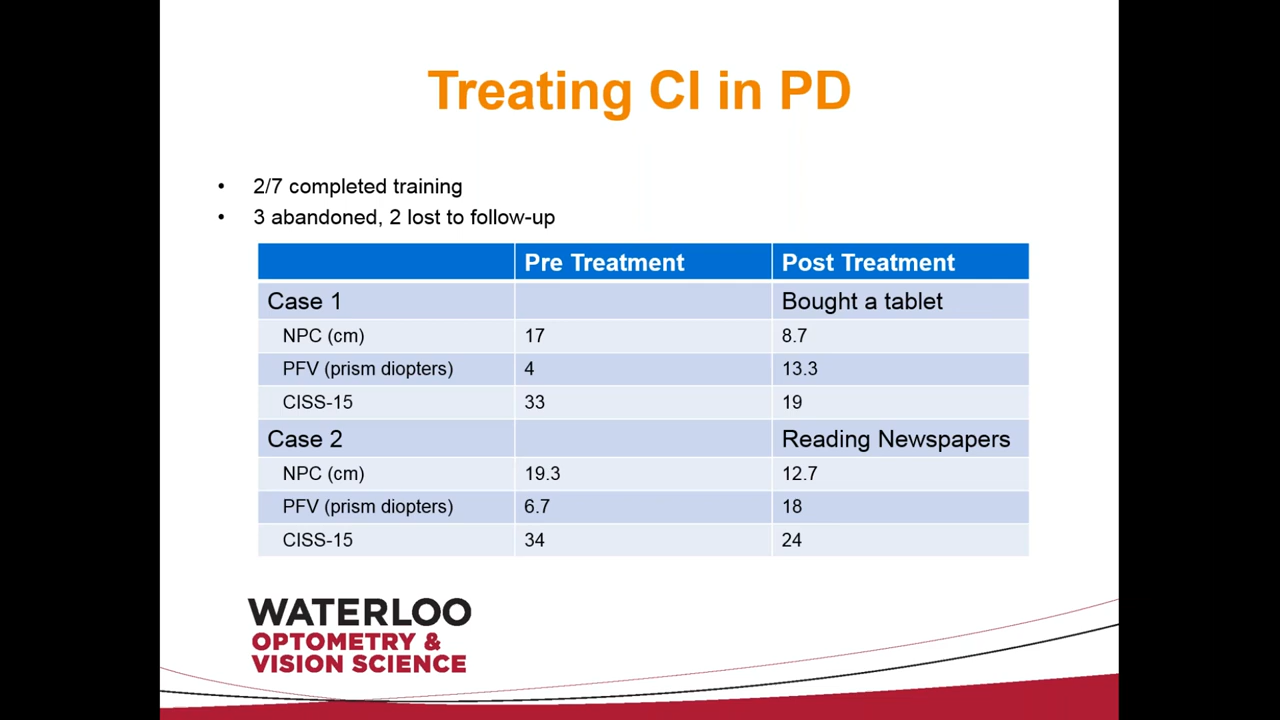 Treating CI in PD
• 2/7 completed training
• 3 abandoned, 2 lost to follow-up
Pre Treatment Post Treatment
Case 1 Bought a tablet
NPC (cm) 17 8.7
PFV (prism diopters) 4 13.3
CISS-15 33 19
Case 2 Reading Newspapers
NPC (cm) 19.3 12.7
PFV (prism diopters) 6.7 18
CISS-15 34 24
WATERLOO
OPTOMETRY &
VISION SCIENCE